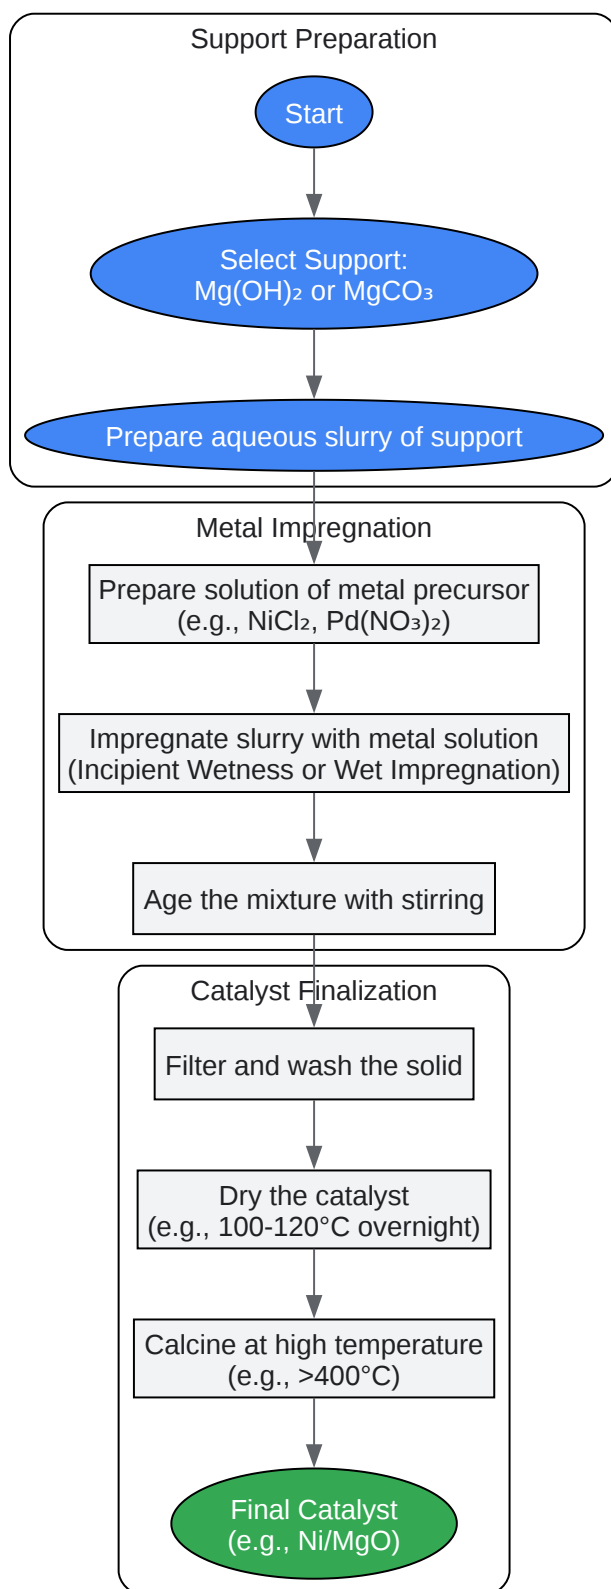 Support Preparation
Start
Select Support:
Mg(OH)₂ or MgCO₃
Prepare aqueous slurry of support
Metal Impregnation
Prepare solution of metal precursor
(e.g., NiCl₂, Pd(NO₃)₂)
Impregnate slurry with metal solution
(Incipient Wetness or Wet Impregnation)
Age the mixture with stirring
Catalyst Finalization
Filter and wash the solid
Dry the catalyst
(e.g., 100-120°C overnight)
Calcine at high temperature
(e.g., >400°C)
Final Catalyst
(e.g., Ni/MgO)